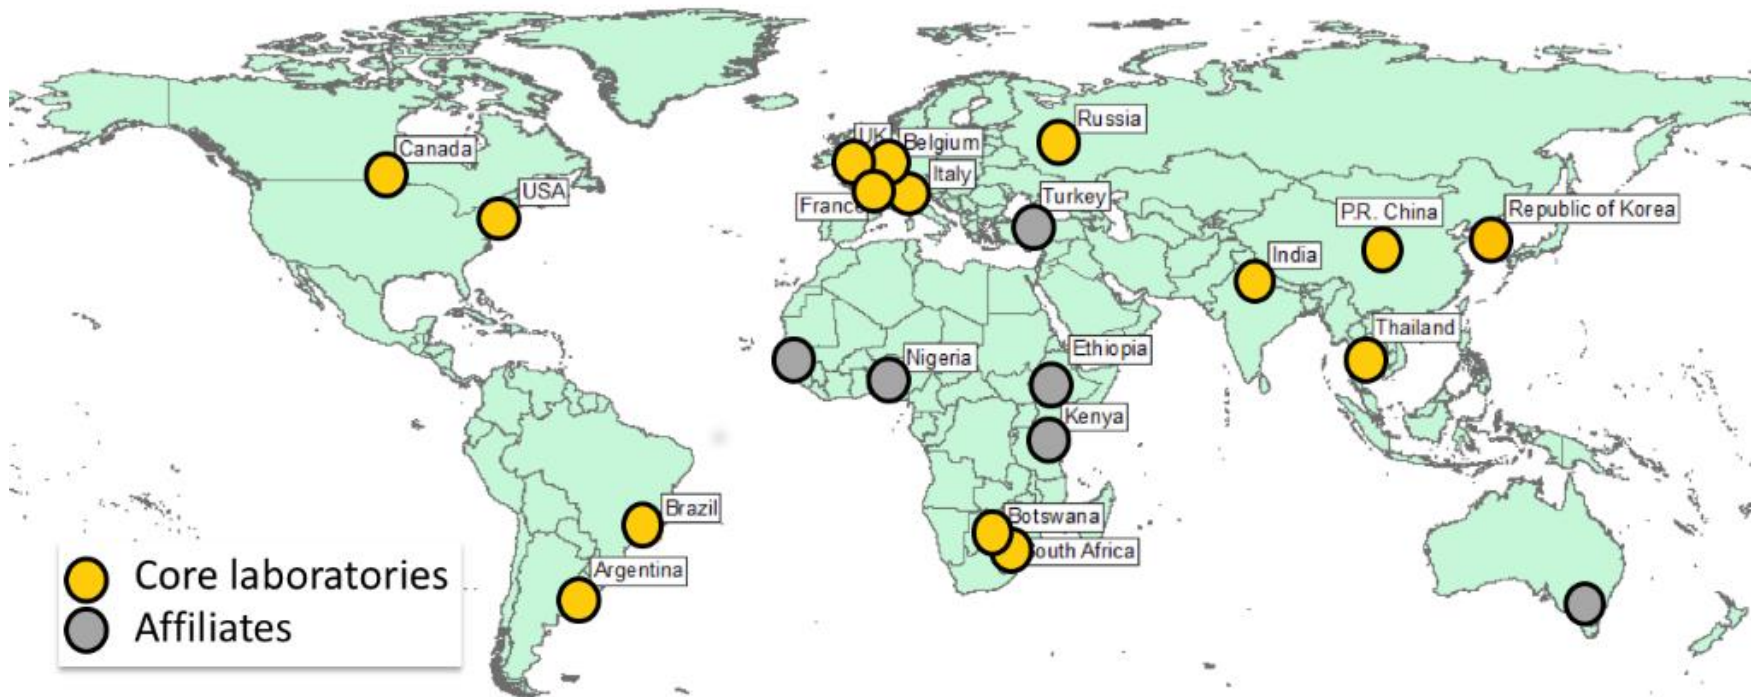 Canada
USA
UK
Belgium
Italy
France
Russia
Turkey
P.R. China
Republic of Korea
India
Thailand
Nigeria
Ethiopia
Kenya
Botswana
South Africa
Brazil
Argentina
Core laboratories
Affiliates